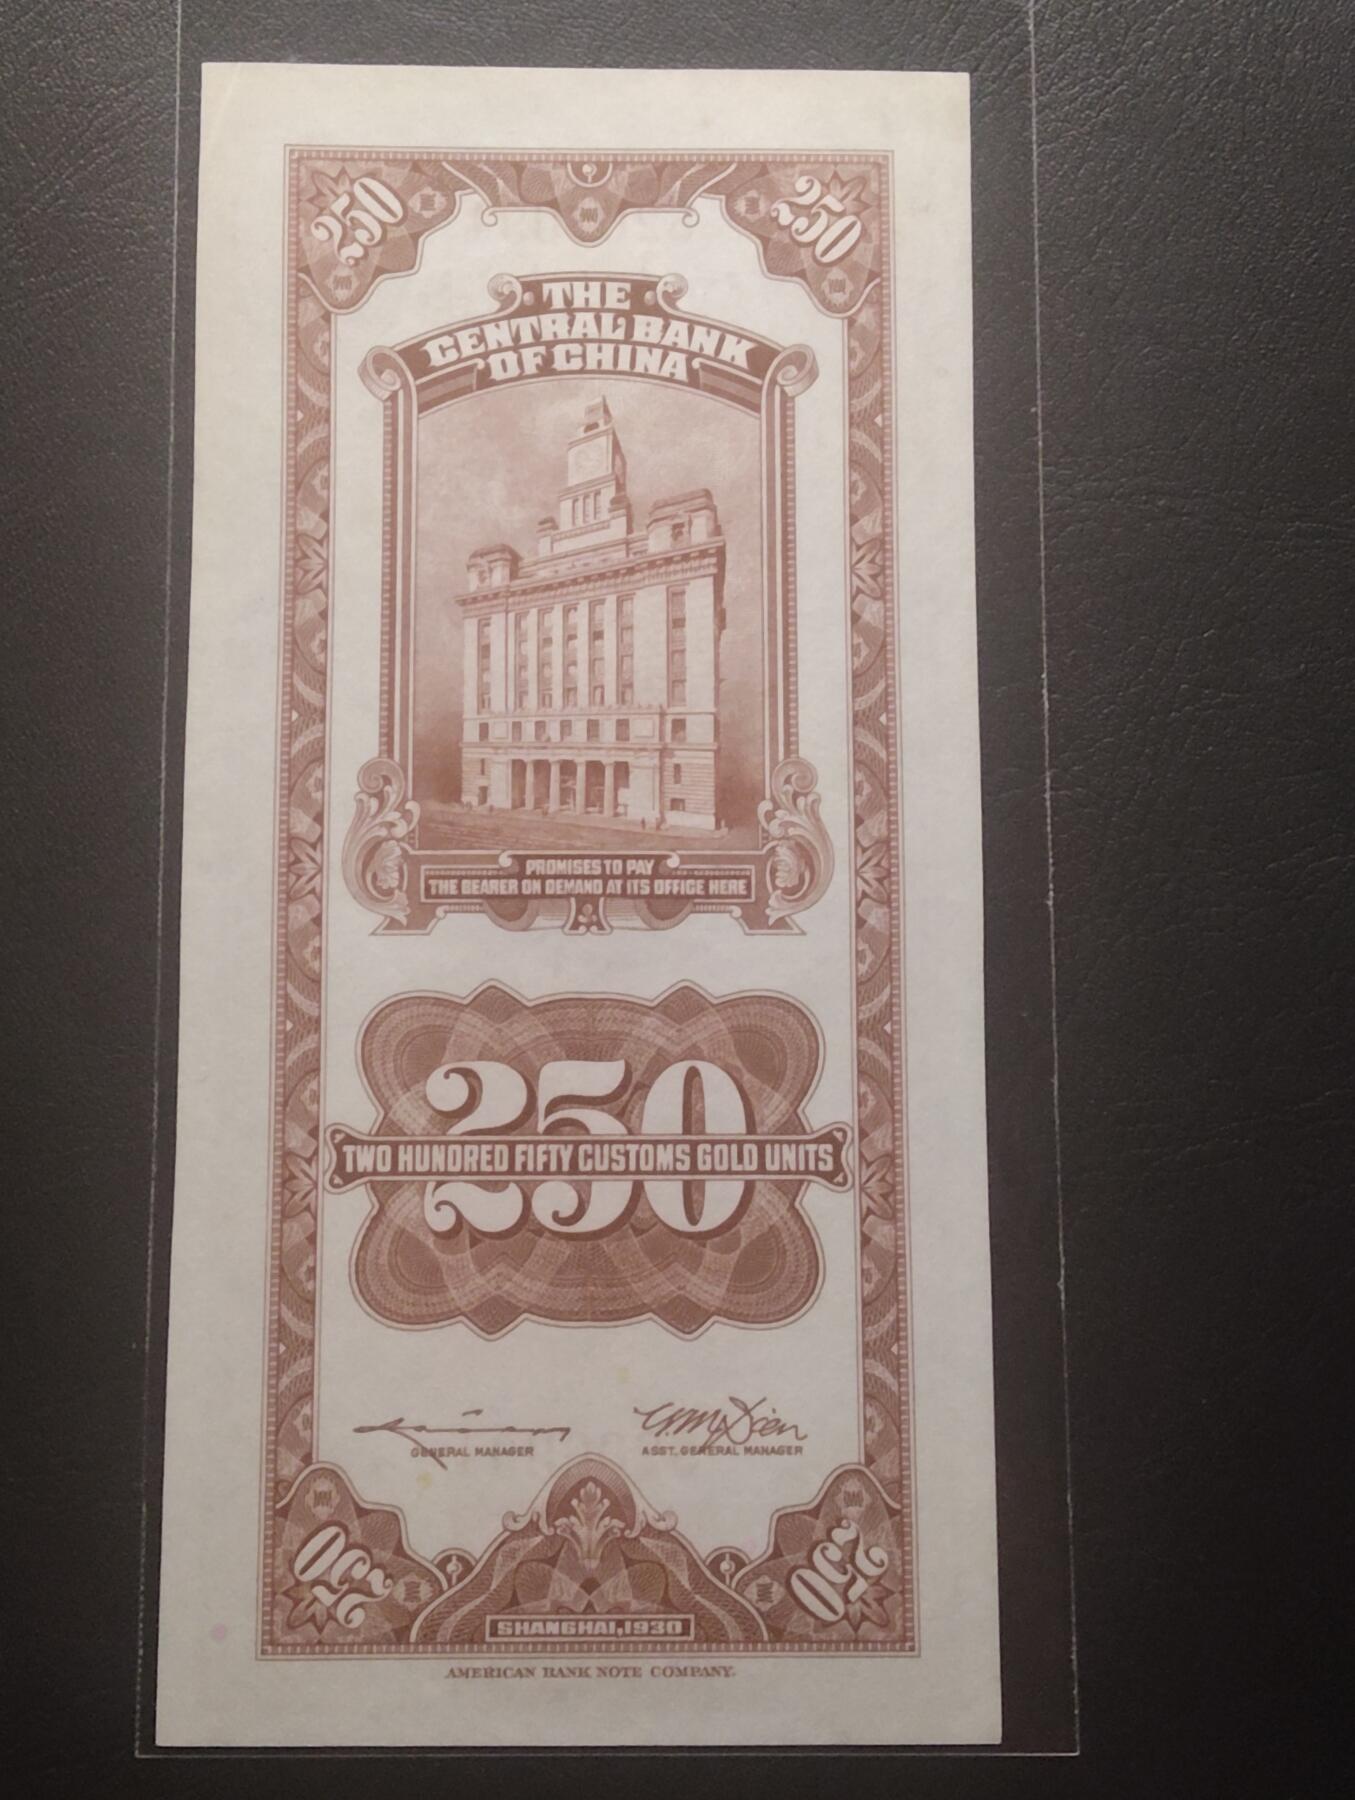 250
250
THE
CENTRAL BANK
OF CHINA
PROMISES TO PAY
THE BEARER ON DEMAND AT ITS OFFICE HERE
250
TWO HUNDRED FIFTY CUSTOMS GOLD UNITS
GENERAL MANAGER
ASST. GENERAL MANAGER
250
250
SHANGHAI, 1930
AMERICAN BANK NOTE COMPANY.